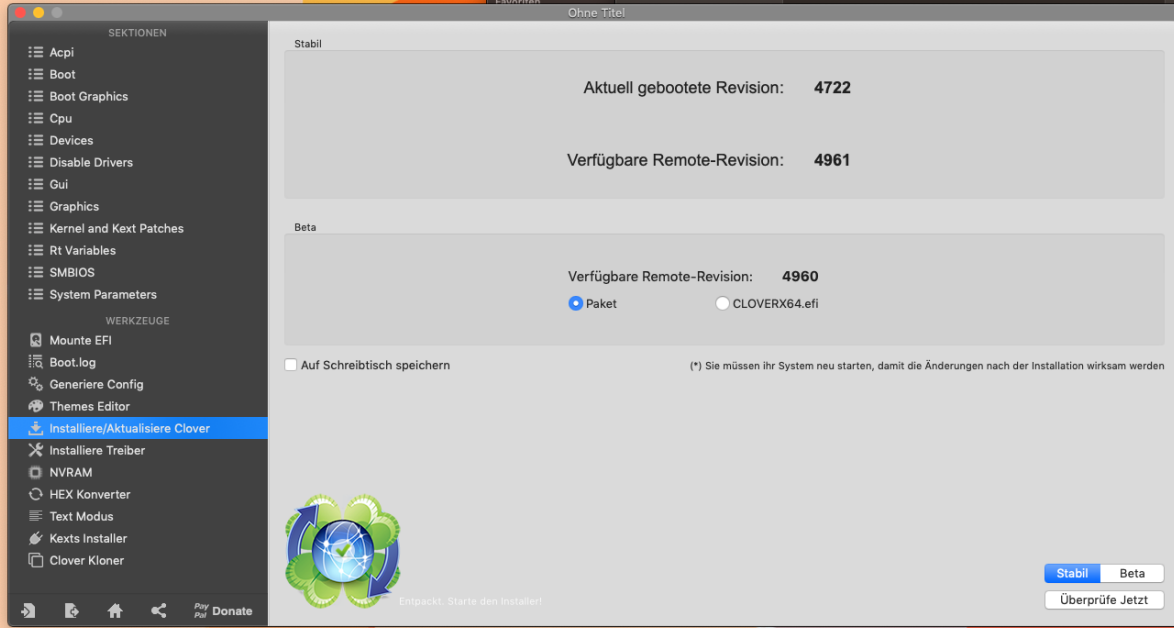 Favoriten
Ohne Titel
SEKTIONEN
Acpi
Boot
Boot Graphics
Cpu
Devices
Disable Drivers
Gui
Graphics
Kernel and Kext Patches
Rt Variables
SMBIOS
System Parameters
WERKZEUGE
Mounte EFI
Boot.log
Generiere Config
Themes Editor
Installiere/Aktualisiere Clover
Installiere Treiber
NVRAM
HEX Konverter
Text Modus
Kexts Installer
Clover Kloner
Pay
Pal Donate
Stabil
Aktuell gebootete Revision: 4722
Verfügbare Remote-Revision: 4961
Beta
Verfügbare Remote-Revision: 4960
Paket CLOVERX64.efi
Auf Schreibtisch speichern
(*) Sie müssen ihr System neu starten, damit die Änderungen nach der Installation wirksam werden
Entpackt. Starte den Installer!
Stabil Beta
Überprüfe Jetzt